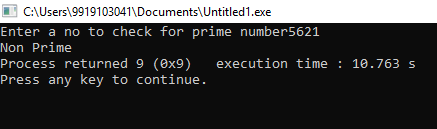 C:\Users\9919103041\Documents\Untitled1.exe
Enter a no to check for prime number5621
Non Prime
Process returned 9 (0x9)   execution time : 10.763 s
Press any key to continue.